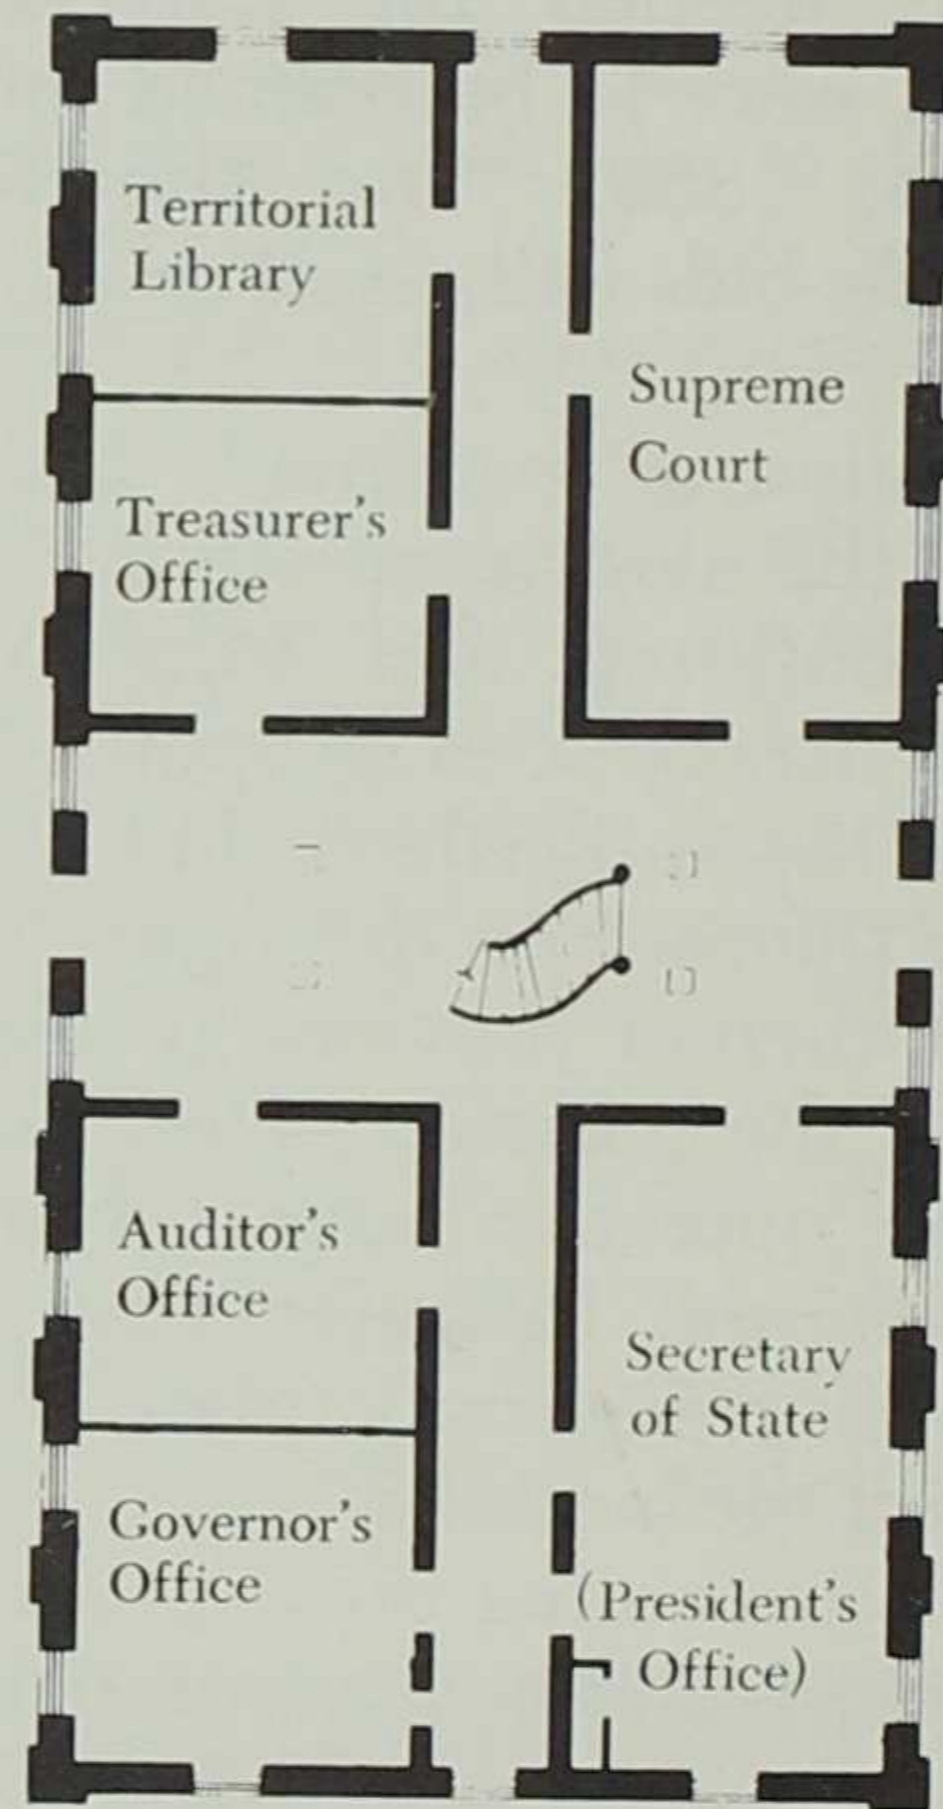 Territorial
Library
Supreme
Court
Treasurer's
Office
Auditor's
Office
Secretary
of State
Governor's
Office
(President's
Office)